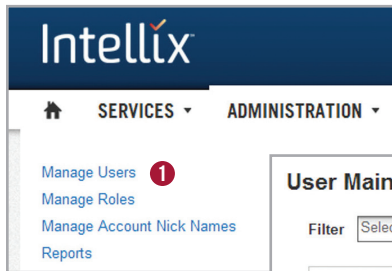 Intellix
SERVICES ADMINISTRATION
Manage Users 1
Manage Roles
Manage Account Nick Names
Reports
User Main
Filter Selec